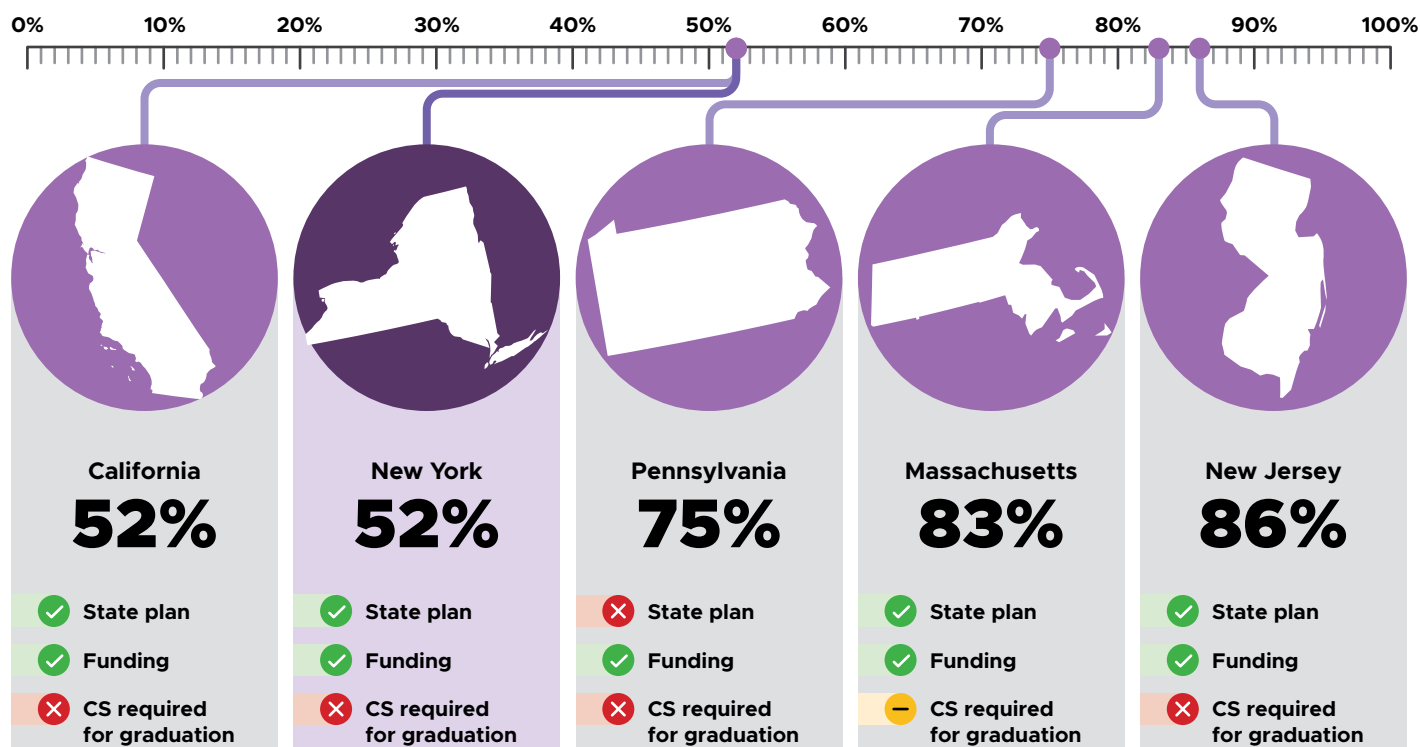 0% 10% 20% 30% 40% 50% 60% 70% 80% 90% 100%
California
52%
State plan
Funding
CS required
for graduation
New York
52%
State plan
Funding
CS required
for graduation
Pennsylvania
75%
State plan
Funding
CS required
for graduation
Massachusetts
83%
State plan
Funding
CS required
for graduation
New Jersey
86%
State plan
Funding
CS required
for graduation